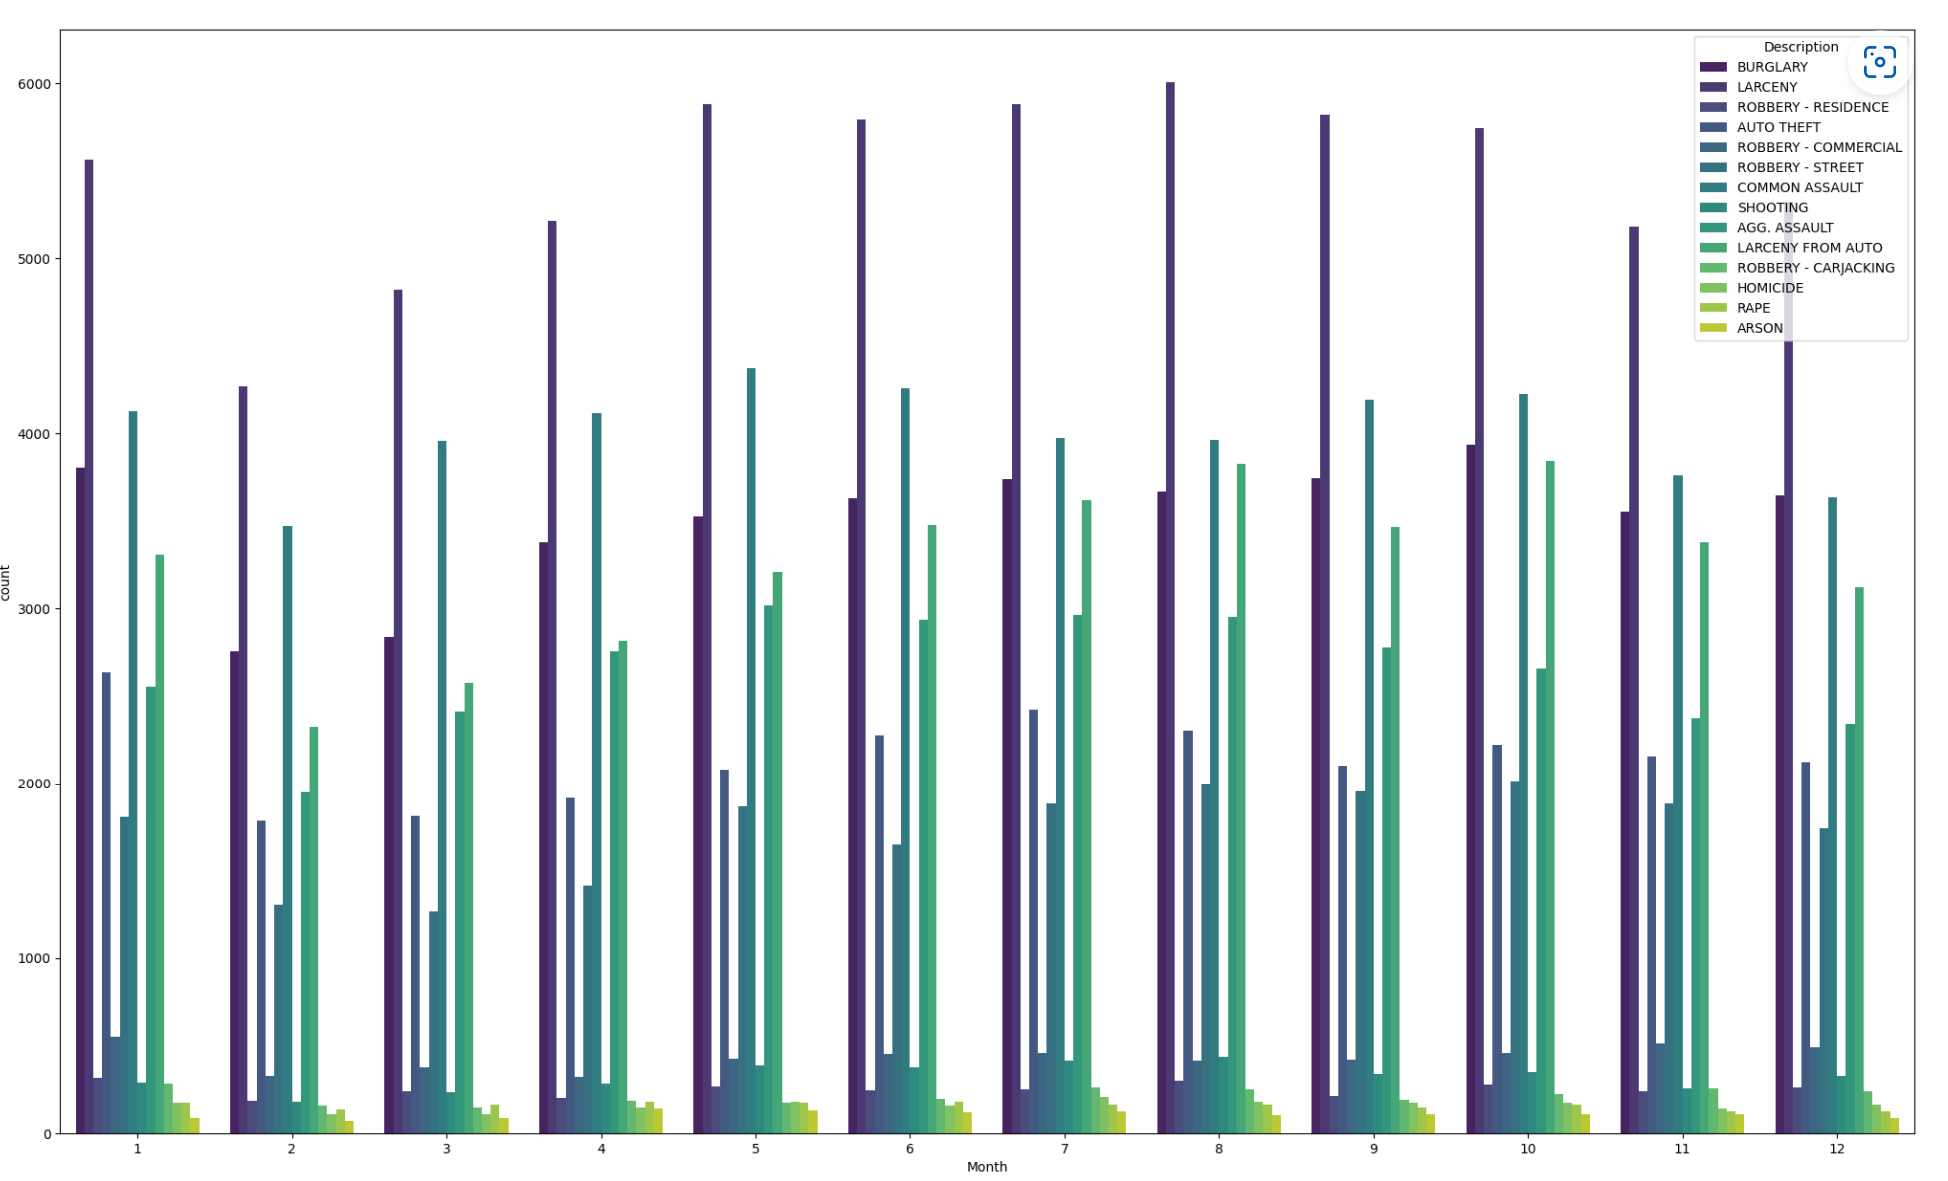 Description
BURGLARY
LARCENY
ROBBERY - RESIDENCE
AUTO THEFT
ROBBERY - COMMERCIAL
ROBBERY - STREET
COMMON ASSAULT
SHOOTING
AGG. ASSAULT
LARCENY FROM AUTO
ROBBERY - CARJACKING
HOMICIDE
RAPE
ARSON
6000
5000
4000
3000
2000
1000
0
count
1 2 3 4 5 6 7 8 9 10 11 12
Month